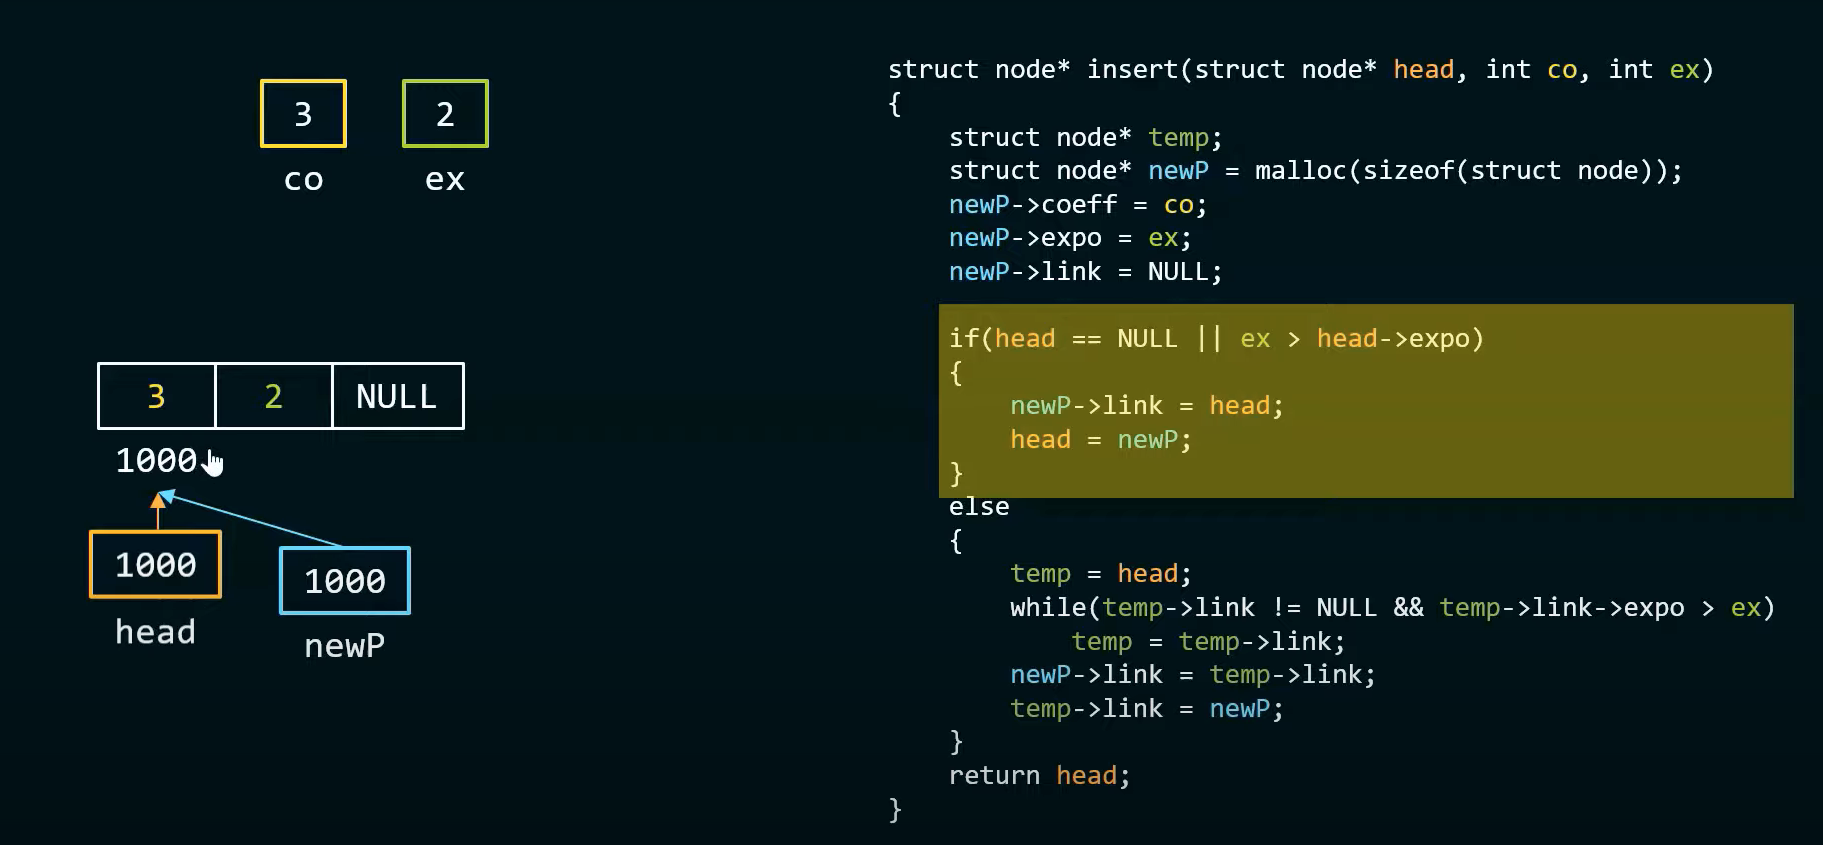 3 2
co ex
3 2 NULL
1000
1000
head
1000
newP
struct node* insert(struct node* head, int co, int ex)
{
    struct node* temp;
    struct node* newP = malloc(sizeof(struct node));
    newP->coeff = co;
    newP->expo = ex;
    newP->link = NULL;
    if(head == NULL || ex > head->expo)
    {
        newP->link = head;
        head = newP;
    }
    else
    {
        temp = head;
        while(temp->link != NULL && temp->link->expo > ex)
            temp = temp->link;
        newP->link = temp->link;
        temp->link = newP;
    }
    return head;
}